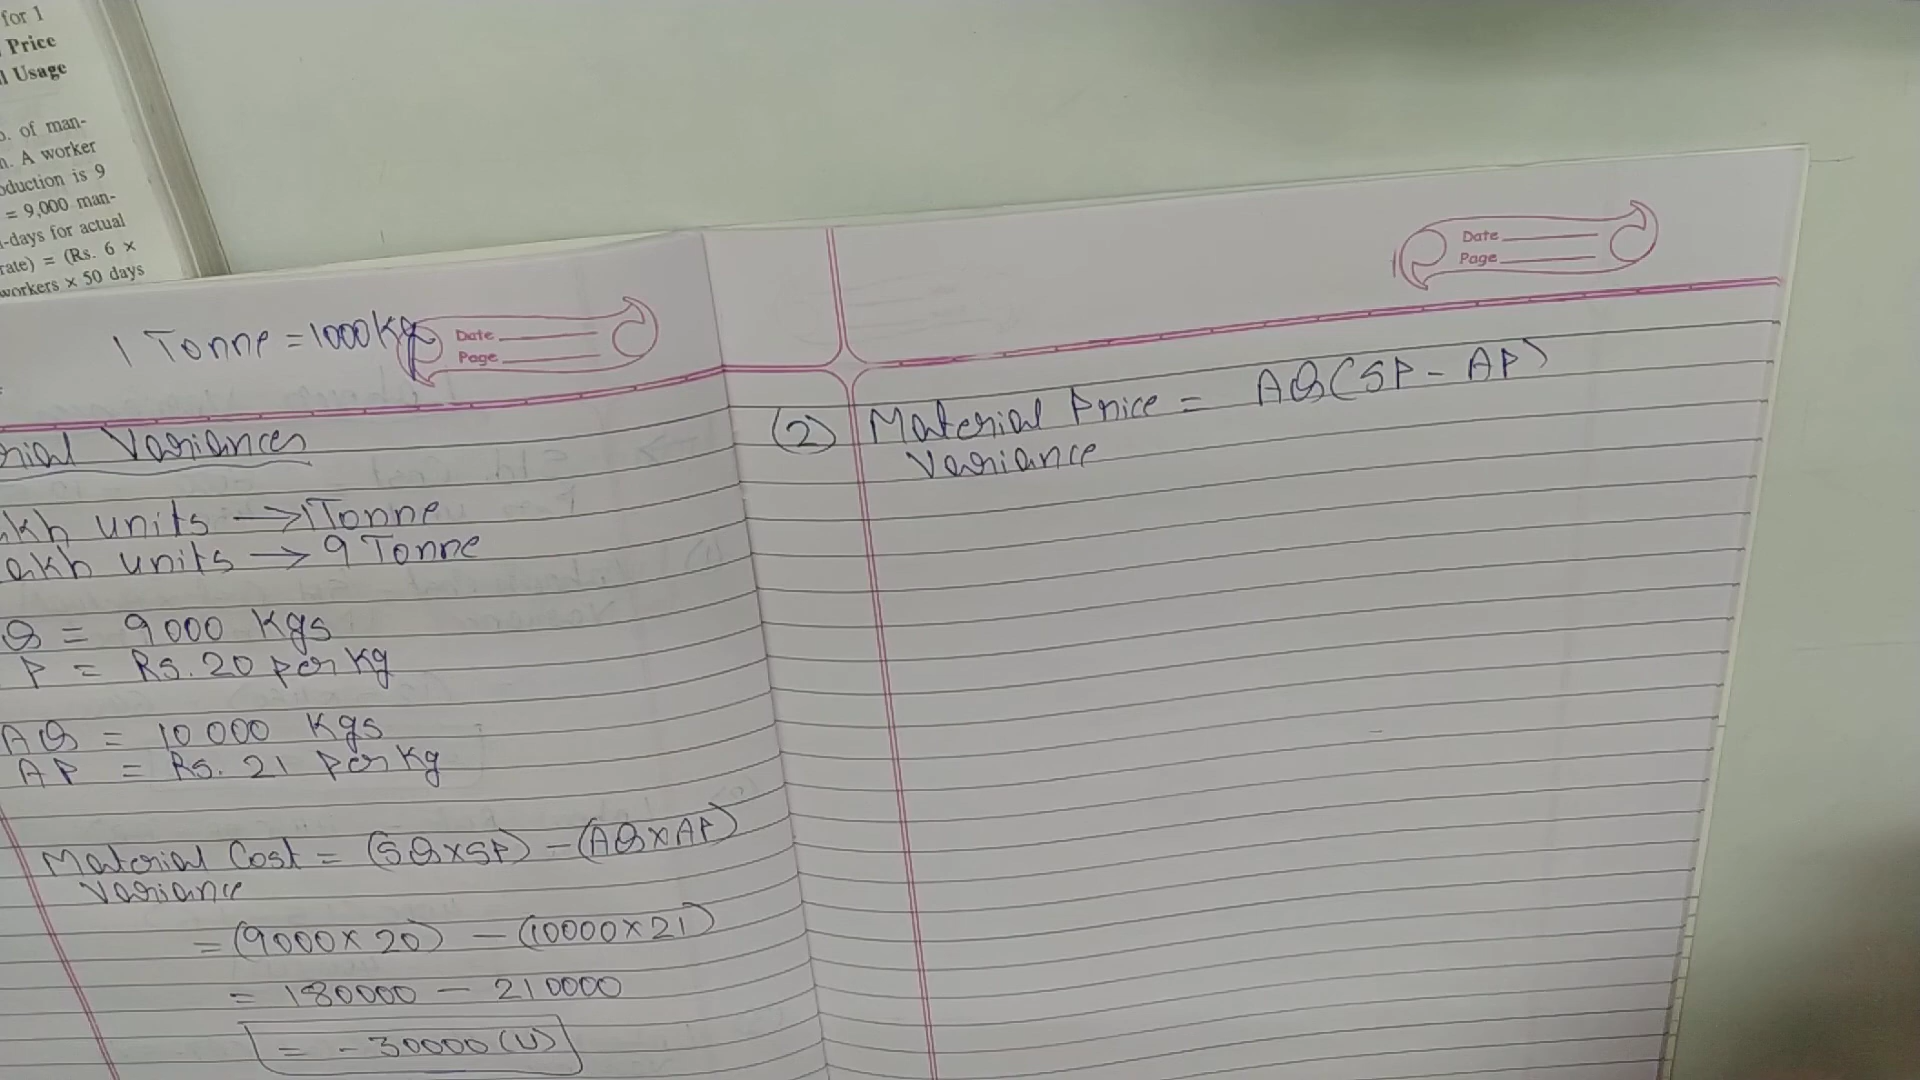 for 1
Price
Usage
of man-
A worker
is 9
= 9,000 man-
-days for actual
rate) = (Rs. 6 ×
workers × 50 days
1 Tonne = 1000 Kg
Date
Page
Variances
units → 1 Tonne
units → 9 Tonne
= 9000 Kgs
P = Rs. 20 per Kg
AQ = 10000 Kgs
AP = Rs. 21 per Kg
Material Cost = (SQ×SP) - (AQ×AP)
Variance
= (9000 × 20) - (10000 × 21)
= 180000 - 210000
= -30000 (U)
Date
Page
(2) Material Price = AQ (SP - AP)
Variance